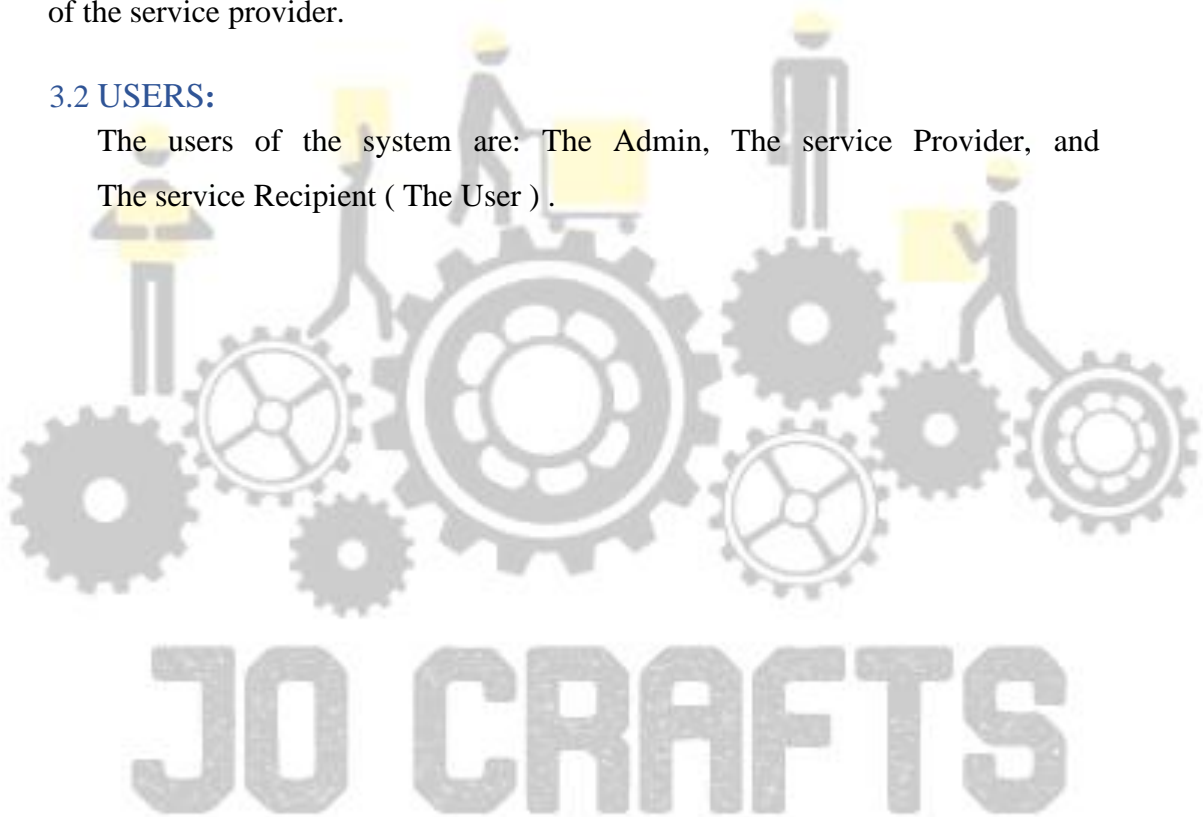 of the service provider.
3.2 USERS:
The users of the system are: The Admin, The service Provider, and
The service Recipient ( The User ) .
JO CRAFTS